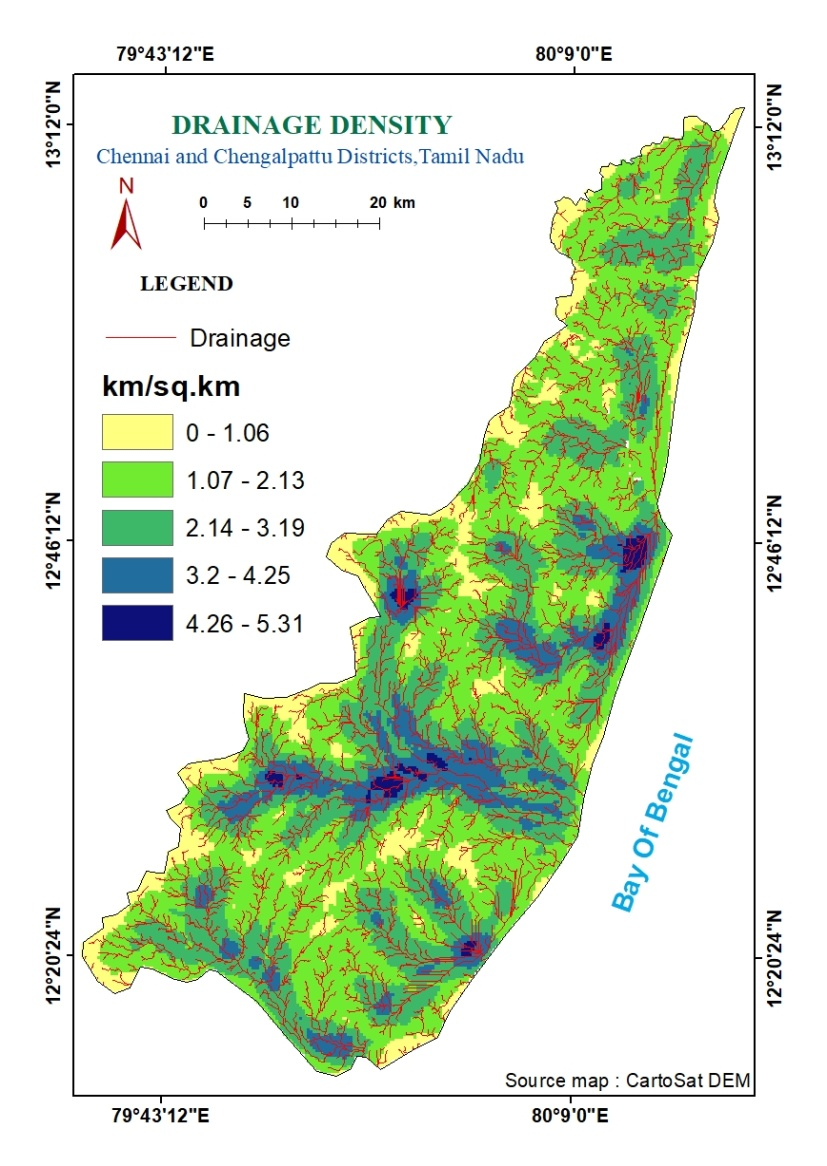 79°43'12"E 80°9'0"E
13°12'0"N
13°12'0"N
DRAINAGE DENSITY
Chennai and Chengalpattu Districts,Tamil Nadu
N
0 5 10 20 km
LEGEND
Drainage
km/sq.km
0 - 1.06
1.07 - 2.13
2.14 - 3.19
3.2 - 4.25
4.26 - 5.31
12°46'12"N
12°46'12"N
Bay Of Bengal
12°20'24"N
12°20'24"N
Source map : CartoSat DEM
79°43'12"E 80°9'0"E